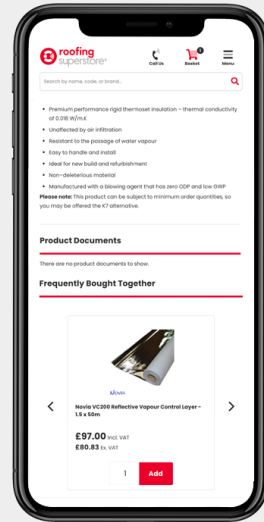 roofing
superstore®
Call Us
Basket
Menu
Search by name, code, or brand...
• Premium performance rigid thermoset insulation – thermal conductivity
of 0.018 W/m.K
• Unaffected by air infiltration
• Resistant to the passage of water vapour
• Easy to handle and install
• Ideal for new build and refurbishment
• Non-deleterious material
• Manufactured with a blowing agent that has zero ODP and low GWP
Please note: This product can be subject to minimum order quantities, so
you may be offered the K7 alternative.
Product Documents
There are no product documents to show.
Frequently Bought Together
NOVIA
Novia VC200 Reflective Vapour Control Layer –
1.5 x 50m
£97.00 Incl. VAT
£80.83 Ex. VAT
1
Add